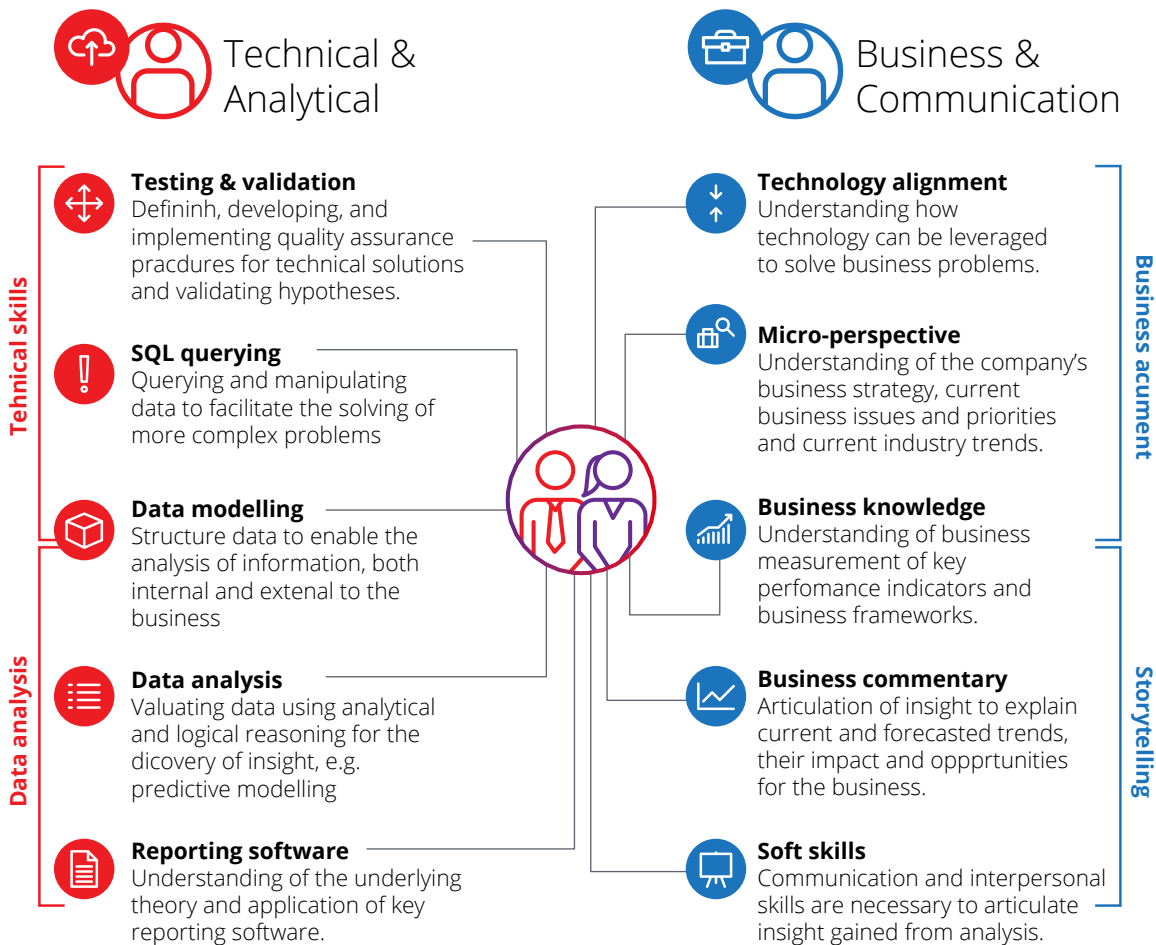 Technical &
Analytical
Tehnical skills
Testing & validation
Defininh, developing, and
implementing quality assurance
pracdures for technical solutions
and validating hypotheses.
SQL querying
Querying and manipulating
data to facilitate the solving of
more complex problems
Data modelling
Structure data to enable the
analysis of information, both
internal and extenal to the
business
Data analysis
Data analysis
Valuating data using analytical
and logical reasoning for the
dicovery of insight, e.g.
predictive modelling
Reporting software
Understanding of the underlying
theory and application of key
reporting software.
Business &
Communication
Business acument
Technology alignment
Understanding how
technology can be leveraged
to solve business problems.
Micro-perspective
Understanding of the company’s
business strategy, current
business issues and priorities
and current industry trends.
Business knowledge
Understanding of business
measurement of key
perfomance indicators and
business frameworks.
Storytelling
Business commentary
Articulation of insight to explain
current and forecasted trends,
their impact and oppprtunities
for the business.
Soft skills
Communication and interpersonal
skills are necessary to articulate
insight gained from analysis.